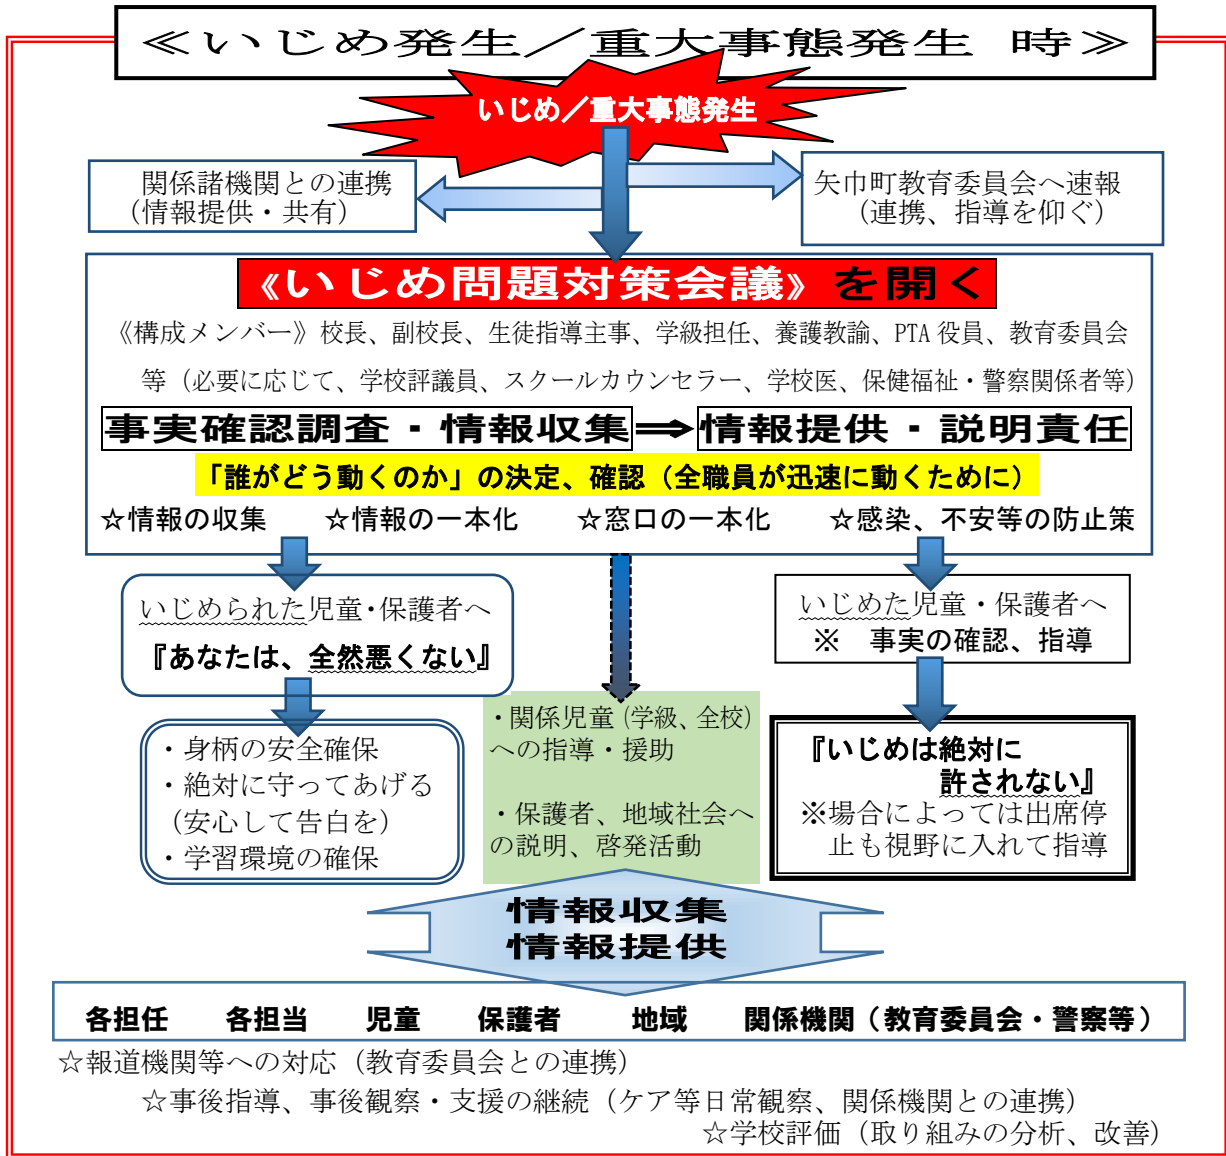 ≪いじめ発生／重大事態発生　時≫
いじめ／重大事態発生
関係諸機関との連携
（情報提供・共有）
矢巾町教育委員会へ速報
（連携、指導を仰ぐ）
《いじめ問題対策会議》を開く
《構成メンバー》校長、副校長、生徒指導主事、学級担任、養護教諭、PTA 役員、教育委員会
等（必要に応じて、学校評議員、スクールカウンセラー、学校医、保健福祉・警察関係者等）
事実確認調査・情報収集⇒情報提供・説明責任
「誰がどう動くのか」の決定、確認（全職員が迅速に動くために）
☆情報の収集　☆情報の一本化　☆窓口の一本化　☆感染、不安等の防止策
いじめられた児童・保護者へ
『あなたは、全然悪くない』
・身柄の安全確保
・絶対に守ってあげる
（安心して告白を）
・学習環境の確保
・関係児童（学級、全校）
への指導・援助
・保護者、地域社会へ
の説明、啓発活動
いじめた児童・保護者へ
※　事実の確認、指導
『いじめは絶対に
許されない』
※場合によっては出席停
止も視野に入れて指導
情報収集
情報提供
各担任　各担当　児童　保護者　地域　関係機関（教育委員会・警察等）
☆報道機関等への対応（教育委員会との連携）
☆事後指導、事後観察・支援の継続（ケア等日常観察、関係機関との連携）
☆学校評価（取り組みの分析、改善）